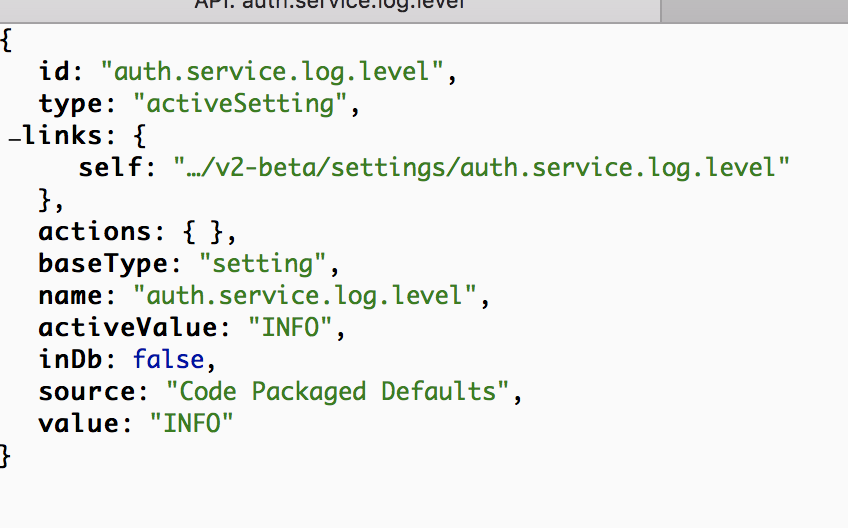 API: auth.service.log.level
{
id: "auth.service.log.level",
type: "activeSetting",
–links: {
self: "…/v2-beta/settings/auth.service.log.level"
},
actions: { },
baseType: "setting",
name: "auth.service.log.level",
activeValue: "INFO",
inDb: false,
source: "Code Packaged Defaults",
value: "INFO"
}